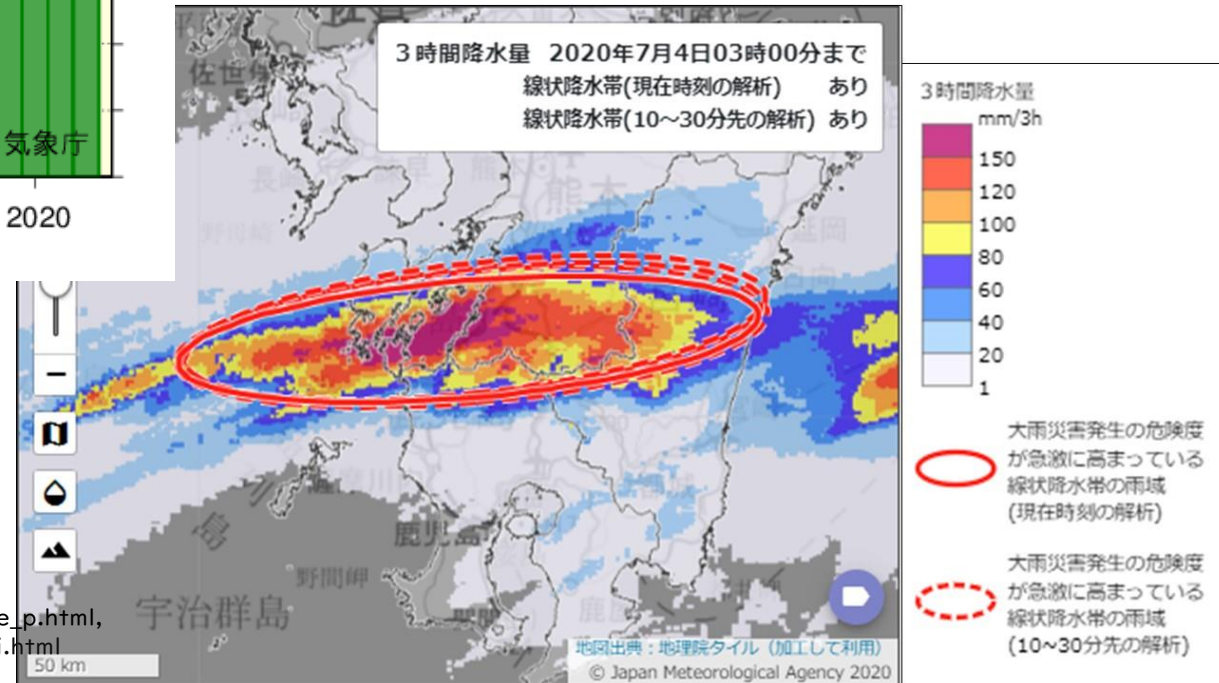 気象庁
2020
3時間降水量 2020年7月4日03時00分まで
線状降水帯(現在時刻の解析) あり
線状降水帯(10～30分先の解析) あり
熊本
延岡
日向
鹿児島
野間岬
宇治群島
50 km
地図出典：地理院タイル（加工して利用）
© Japan Meteorological Agency 2020
e_p.html,
i.html
3時間降水量
mm/3h
150
120
100
80
60
40
20
1
大雨災害発生の危険度
が急激に高まっている
線状降水帯の雨域
(現在時刻の解析)
大雨災害発生の危険度
が急激に高まっている
線状降水帯の雨域
(10~30分先の解析)